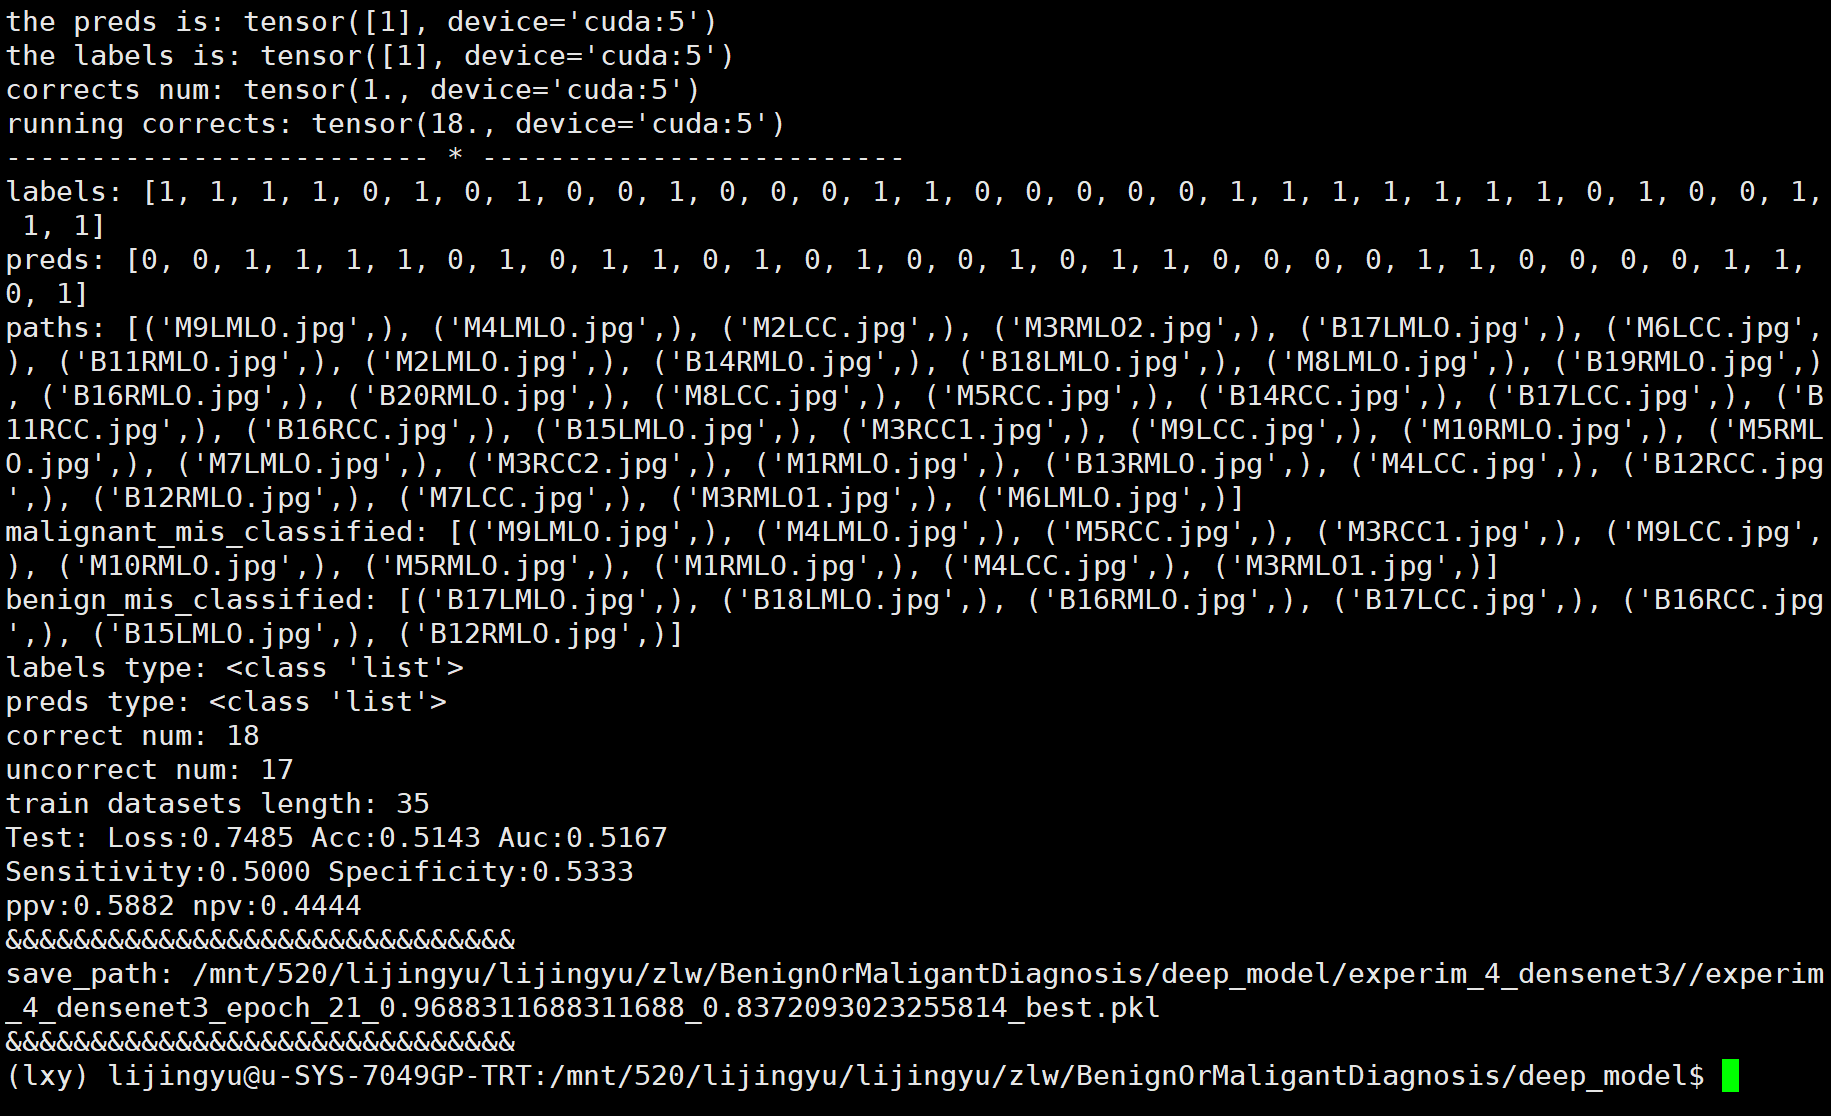 the preds is: tensor([1], device='cuda:5')
the labels is: tensor([1], device='cuda:5')
corrects num: tensor(1., device='cuda:5')
running corrects: tensor(18., device='cuda:5')
------------------------- * -------------------------
labels: [1, 1, 1, 1, 0, 1, 0, 1, 0, 0, 1, 0, 0, 0, 1, 1, 0, 0, 0, 0, 0, 1, 1, 1, 1, 1, 1, 1, 0, 1, 0, 0, 1,
 1, 1]
preds: [0, 0, 1, 1, 1, 1, 0, 1, 0, 1, 1, 0, 1, 0, 1, 0, 0, 1, 0, 1, 1, 0, 0, 0, 0, 1, 1, 0, 0, 0, 0, 1, 1,
0, 1]
paths: [('M9LMLO.jpg',), ('M4LMLO.jpg',), ('M2LCC.jpg',), ('M3RMLO2.jpg',), ('B17LMLO.jpg',), ('M6LCC.jpg',
), ('B11RMLO.jpg',), ('M2LMLO.jpg',), ('B14RMLO.jpg',), ('B18LMLO.jpg',), ('M8LMLO.jpg',), ('B19RMLO.jpg',)
, ('B16RMLO.jpg',), ('B20RMLO.jpg',), ('M8LCC.jpg',), ('M5RCC.jpg',), ('B14RCC.jpg',), ('B17LCC.jpg',), ('B
11RCC.jpg',), ('B16RCC.jpg',), ('B15LMLO.jpg',), ('M3RCC1.jpg',), ('M9LCC.jpg',), ('M10RMLO.jpg',), ('M5RML
O.jpg',), ('M7LMLO.jpg',), ('M3RCC2.jpg',), ('M1RMLO.jpg',), ('B13RMLO.jpg',), ('M4LCC.jpg',), ('B12RCC.jpg
',), ('B12RMLO.jpg',), ('M7LCC.jpg',), ('M3RMLO1.jpg',), ('M6LMLO.jpg',)]
malignant_mis_classified: [('M9LMLO.jpg',), ('M4LMLO.jpg',), ('M5RCC.jpg',), ('M3RCC1.jpg',), ('M9LCC.jpg',
), ('M10RMLO.jpg',), ('M5RMLO.jpg',), ('M1RMLO.jpg',), ('M4LCC.jpg',), ('M3RMLO1.jpg',)]
benign_mis_classified: [('B17LMLO.jpg',), ('B18LMLO.jpg',), ('B16RMLO.jpg',), ('B17LCC.jpg',), ('B16RCC.jpg
',), ('B15LMLO.jpg',), ('B12RMLO.jpg',)]
labels type: <class 'list'>
preds type: <class 'list'>
correct num: 18
uncorrect num: 17
train datasets length: 35
Test: Loss:0.7485 Acc:0.5143 Auc:0.5167
Sensitivity:0.5000 Specificity:0.5333
ppv:0.5882 npv:0.4444
&&&&&&&&&&&&&&&&&&&&&&&&&&&&&&
save_path: /mnt/520/lijingyu/lijingyu/zlw/BenignOrMaligantDiagnosis/deep_model/experim_4_densenet3//experim
_4_densenet3_epoch_21_0.9688311688311688_0.8372093023255814_best.pkl
&&&&&&&&&&&&&&&&&&&&&&&&&&&&&&
(lxy) lijingyu@u-SYS-7049GP-TRT:/mnt/520/lijingyu/lijingyu/zlw/BenignOrMaligantDiagnosis/deep_model$